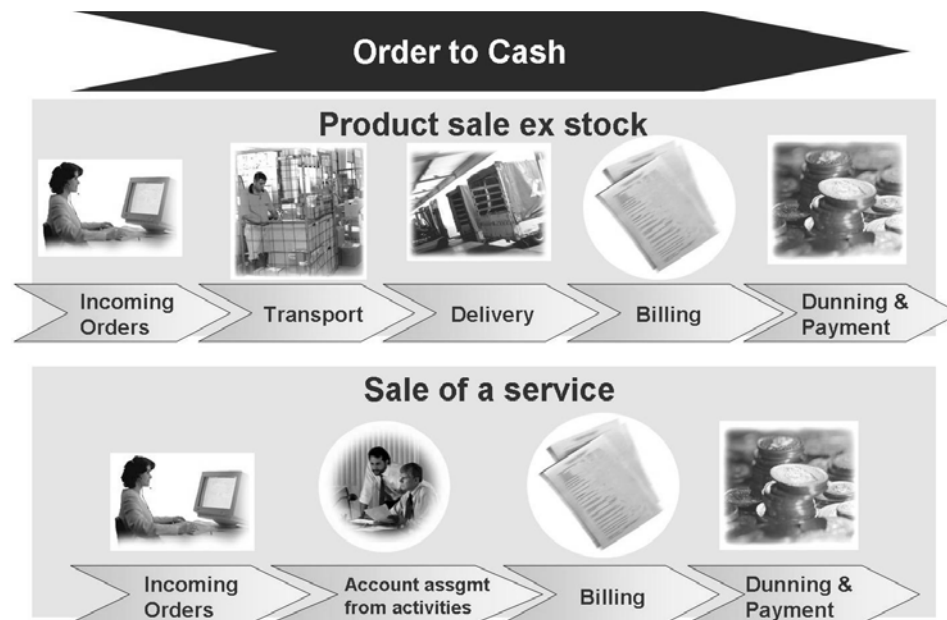 Order to Cash
Product sale ex stock
Incoming
Orders
Transport
Delivery
Billing
Dunning &
Payment
Sale of a service
Incoming
Orders
Account assgmt
from activities
Billing
Dunning &
Payment